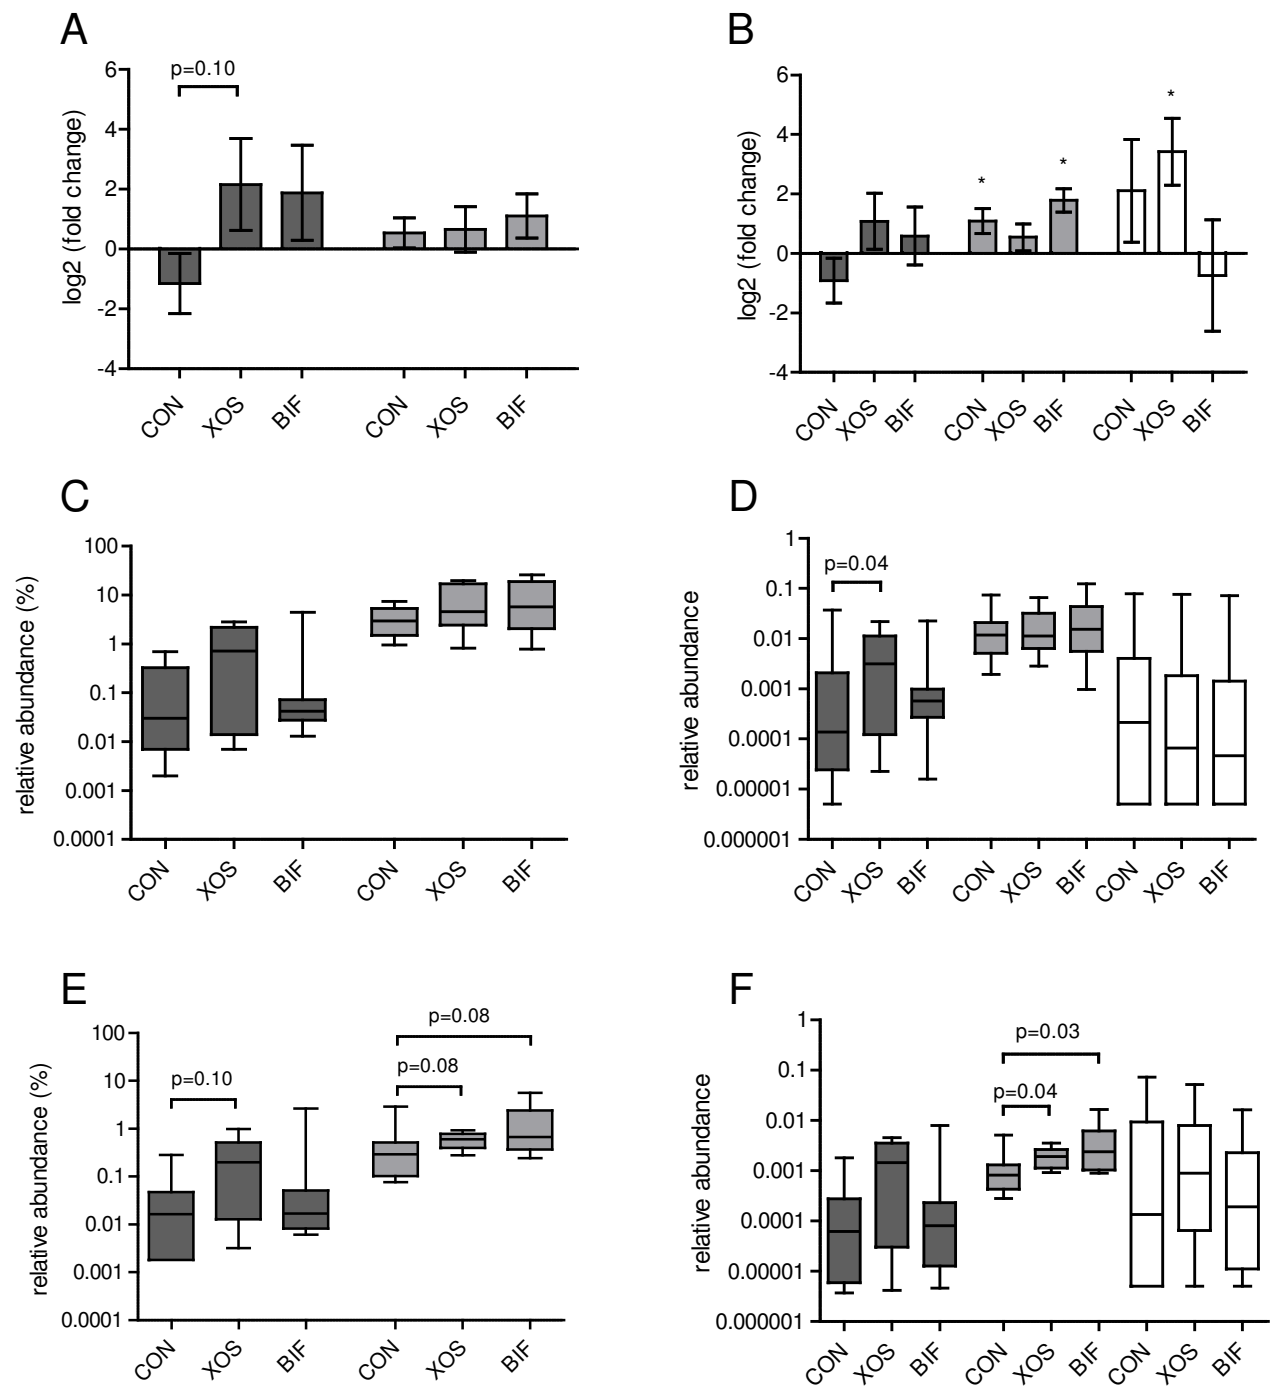 A
p=0.10
log2 (fold change)
6
4
2
0
-2
-4
CON XOS BIF CON XOS BIF
B
log2 (fold change)
6
4
2
0
-2
-4
* * *
CON XOS BIF CON XOS BIF CON XOS BIF
C
relative abundance (%)
100
10
1
0.1
0.01
0.001
0.0001
CON XOS BIF CON XOS BIF
D
p=0.04
relative abundance
1
0.1
0.01
0.001
0.0001
0.00001
0.000001
CON XOS BIF CON XOS BIF CON XOS BIF
E
p=0.08
p=0.08
p=0.10
relative abundance (%)
100
10
1
0.1
0.01
0.001
0.0001
CON XOS BIF CON XOS BIF
F
p=0.03
p=0.04
relative abundance
1
0.1
0.01
0.001
0.0001
0.00001
0.000001
CON XOS BIF CON XOS BIF CON XOS BIF